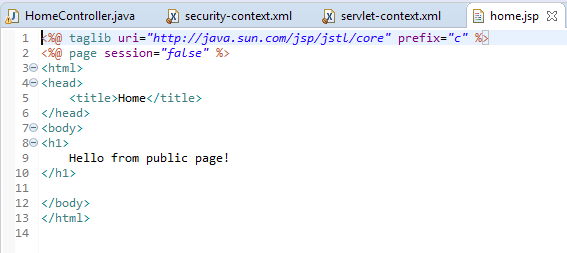 HomeController.java security-context.xml servlet-context.xml home.jsp
1 <%@ taglib uri="http://java.sun.com/jsp/jstl/core" prefix="c" %>
2 <%@ page session="false" %>
3 <html>
4 <head>
5 <title>Home</title>
6 </head>
7 <body>
8 <h1>
9 Hello from public page!
10 </h1>
11
12 </body>
13 </html>
14